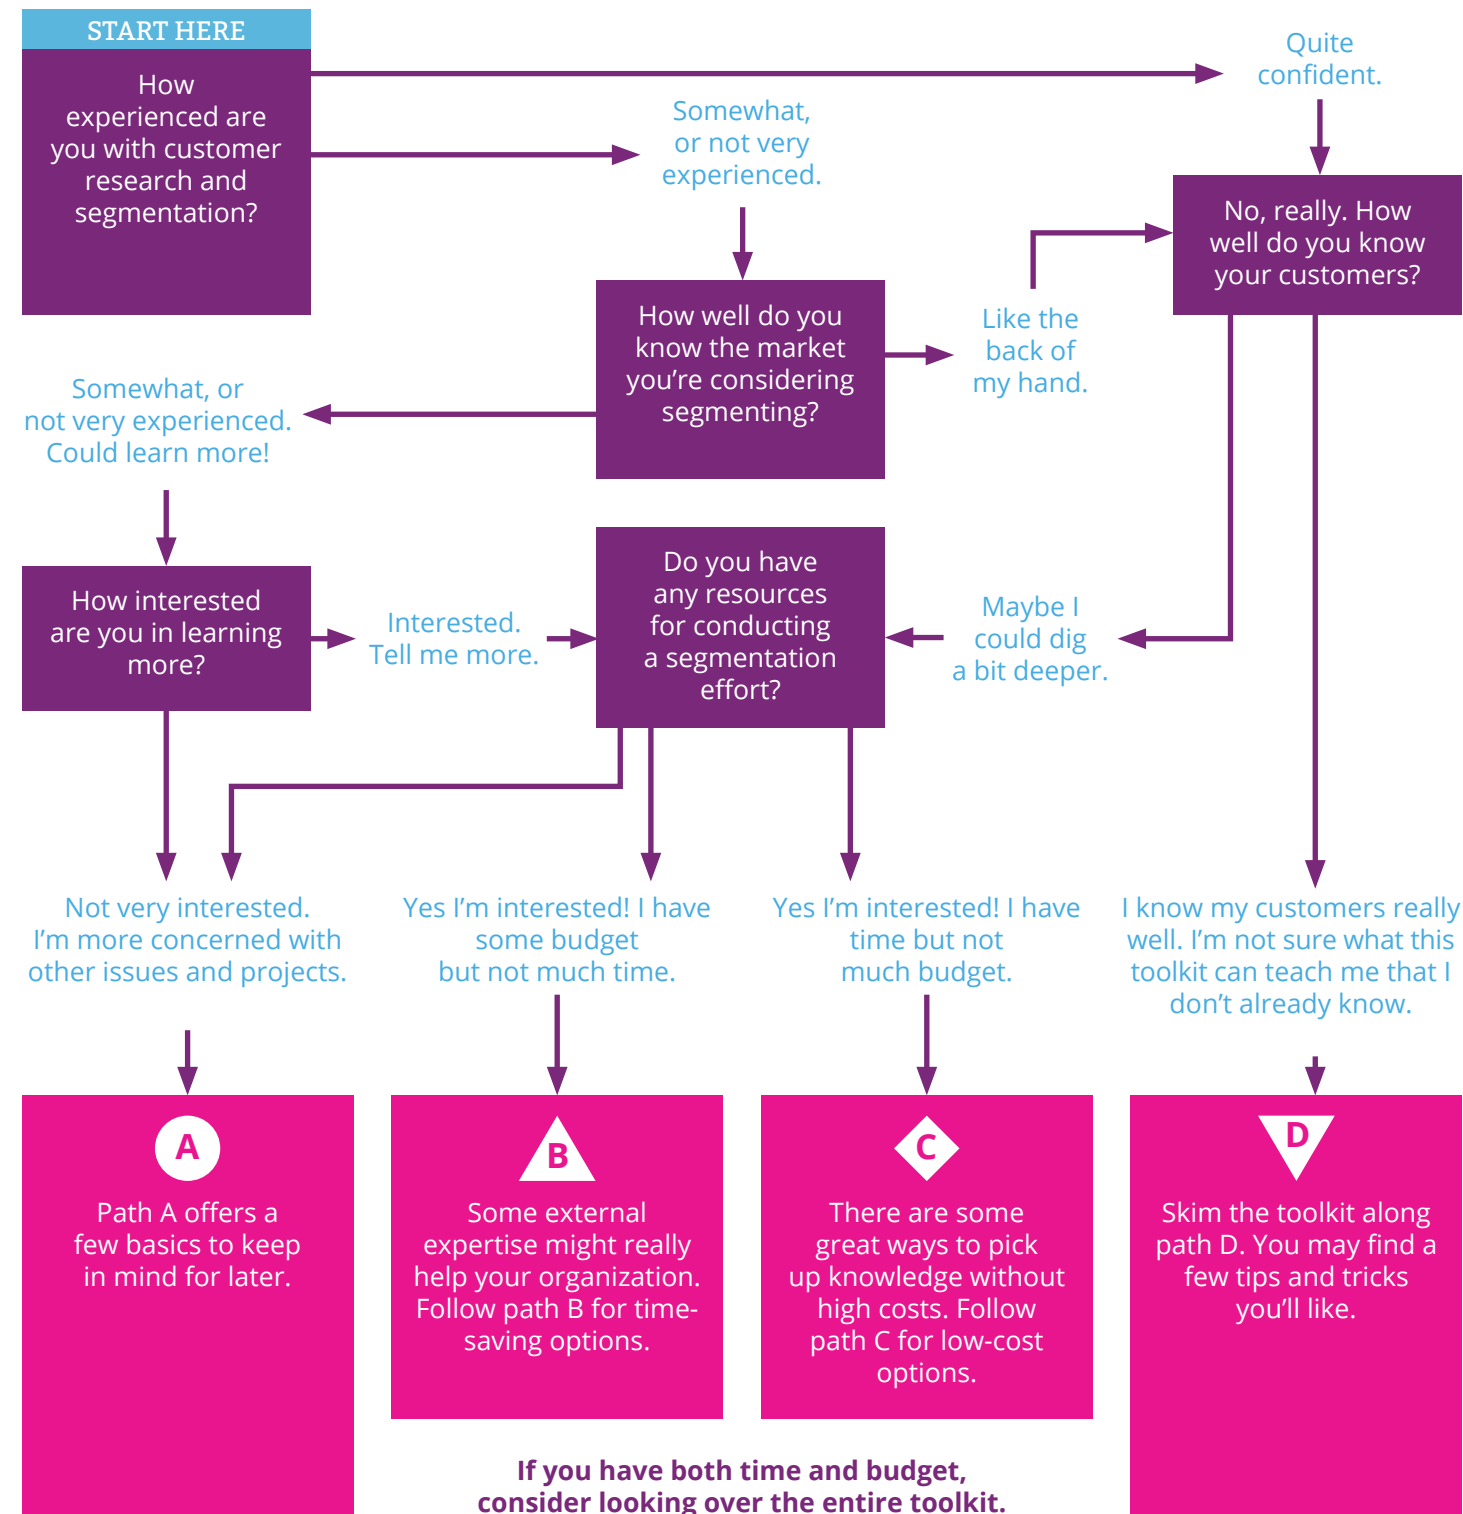 START HERE
How
experienced are
you with customer
research and
segmentation?
Quite
confident.
Somewhat,
or not very
experienced.
No, really. How
well do you know
your customers?
How well do you
know the market
you’re considering
segmenting?
Like the
back of
my hand.
Somewhat, or
not very experienced.
Could learn more!
How interested
are you in learning
more?
Interested.
Tell me more.
Do you have
any resources
for conducting
a segmentation
effort?
Maybe I
could dig
a bit deeper.
Not very interested.
I’m more concerned with
other issues and projects.
Yes I’m interested! I have
some budget
but not much time.
Yes I’m interested! I have
time but not
much budget.
I know my customers really
well. I’m not sure what this
toolkit can teach me that I
don’t already know.
A
Path A offers a
few basics to keep
in mind for later.
B
Some external
expertise might really
help your organization.
Follow path B for time-
saving options.
C
There are some
great ways to pick
up knowledge without
high costs. Follow
path C for low-cost
options.
D
Skim the toolkit along
path D. You may find a
few tips and tricks
you’ll like.
If you have both time and budget,
consider looking over the entire toolkit.